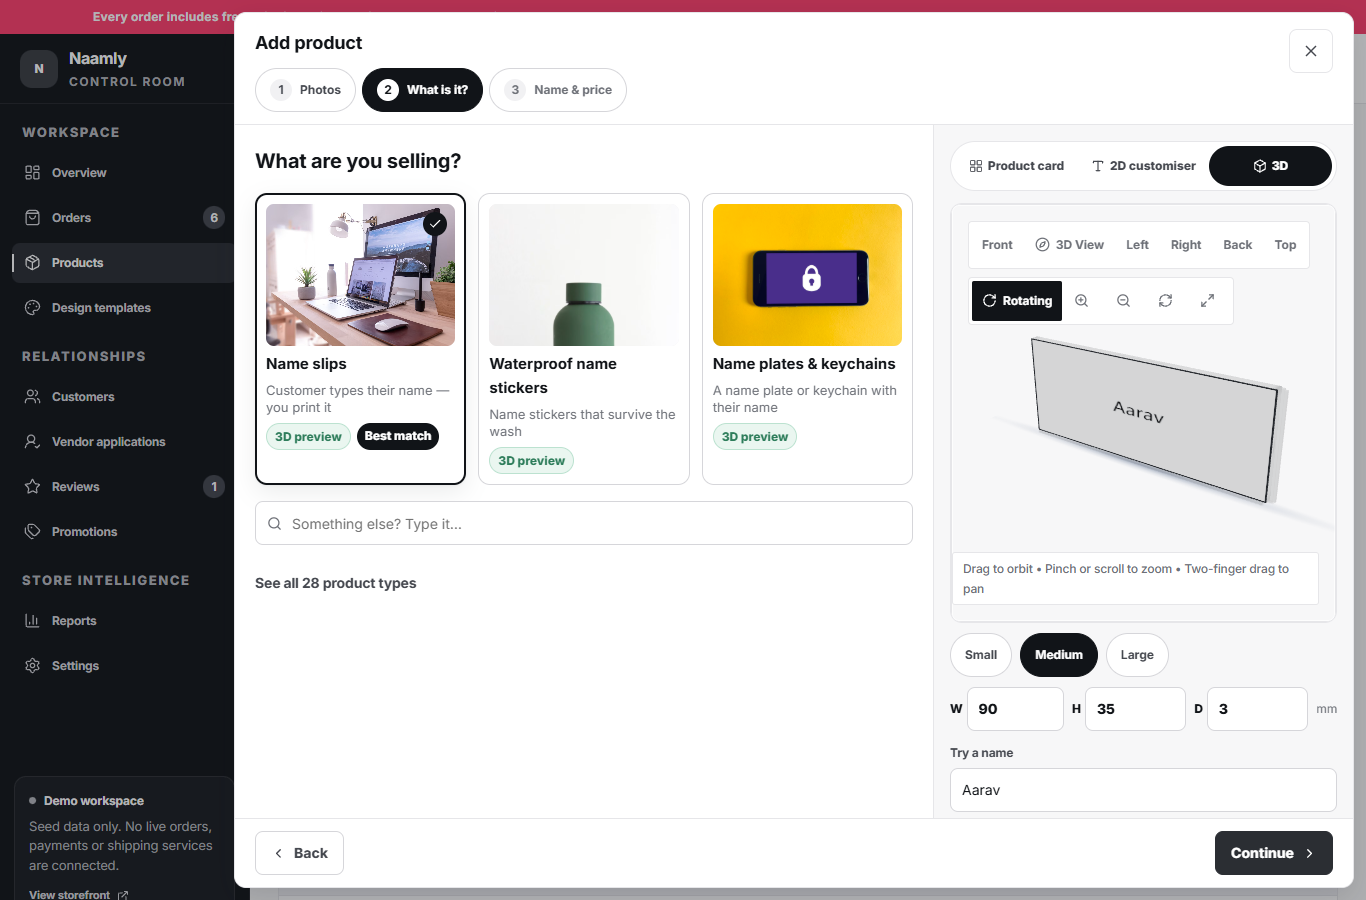 Every order includes fre
N
Naamly
CONTROL ROOM
WORKSPACE
Overview
Orders
6
Products
Design templates
RELATIONSHIPS
Customers
Vendor applications
Reviews
1
Promotions
STORE INTELLIGENCE
Reports
Settings
Demo workspace
Seed data only. No live orders,
payments or shipping services
are connected.
View storefront
Add product
1 Photos
2 What is it?
3 Name & price
What are you selling?
Name slips
Customer types their name —
you print it
3D preview
Best match
Waterproof name
stickers
Name stickers that survive the
wash
3D preview
Name plates & keychains
A name plate or keychain with
their name
3D preview
Something else? Type it...
See all 28 product types
Back
Product card
2D customiser
3D
Front
3D View
Left
Right
Back
Top
Rotating
Aarav
Drag to orbit • Pinch or scroll to zoom • Two-finger drag to
pan
Small
Medium
Large
W 90 H 35 D 3 mm
Try a name
Aarav
Continue